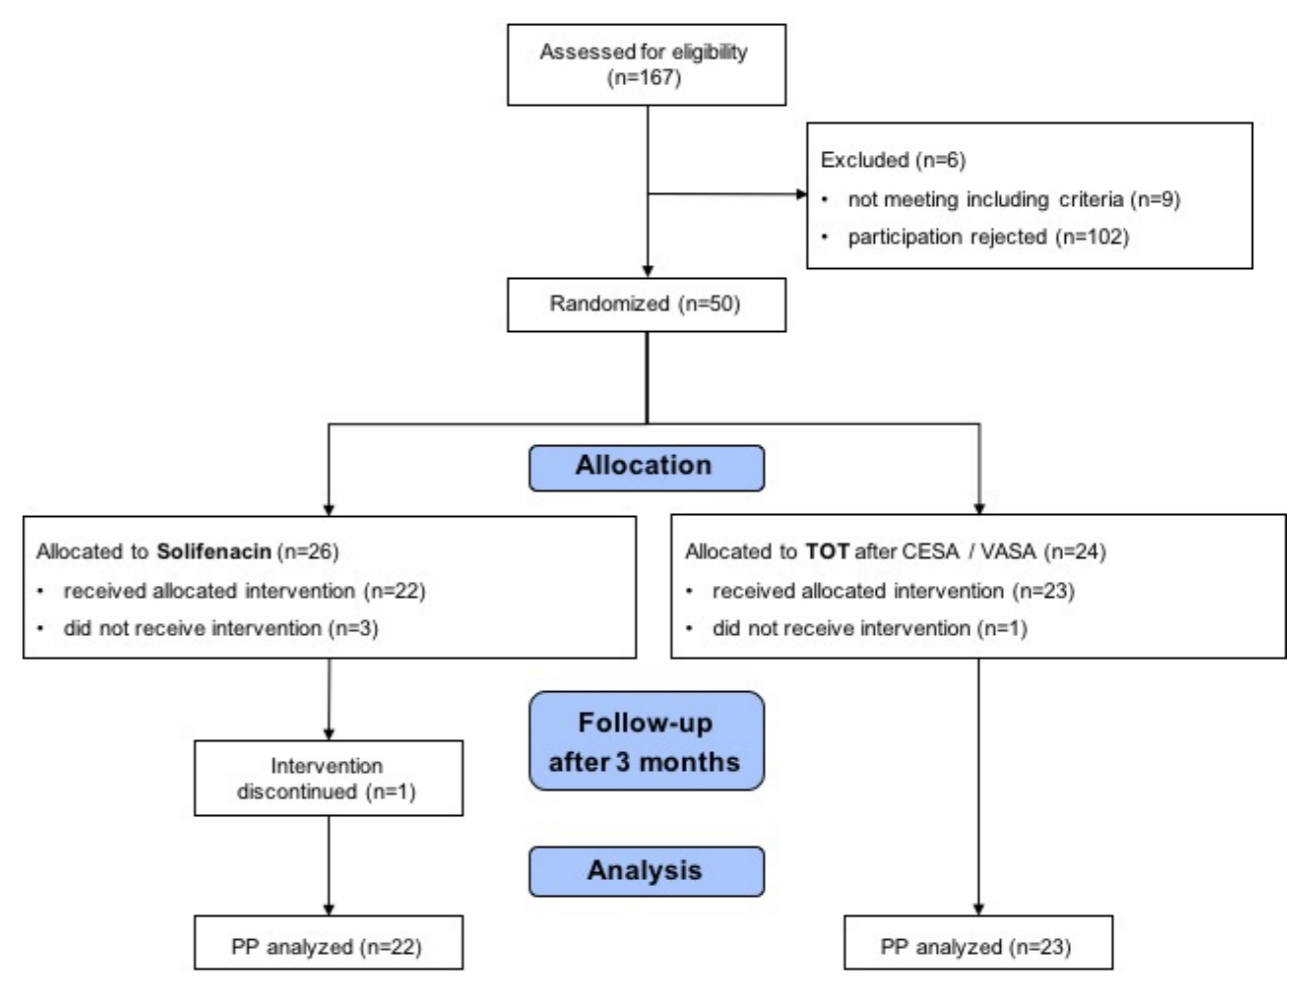 Assessed for eligibility
(n=167)
Excluded (n=6)
• not meeting including criteria (n=9)
• participation rejected (n=102)
Randomized (n=50)
Allocation
Allocated to Solifenacin (n=26)
• received allocated intervention (n=22)
• did not receive intervention (n=3)
Allocated to TOT after CESA / VASA (n=24)
• received allocated intervention (n=23)
• did not receive intervention (n=1)
Follow-up
after 3 months
Intervention
discontinued (n=1)
Analysis
PP analyzed (n=22)
PP analyzed (n=23)